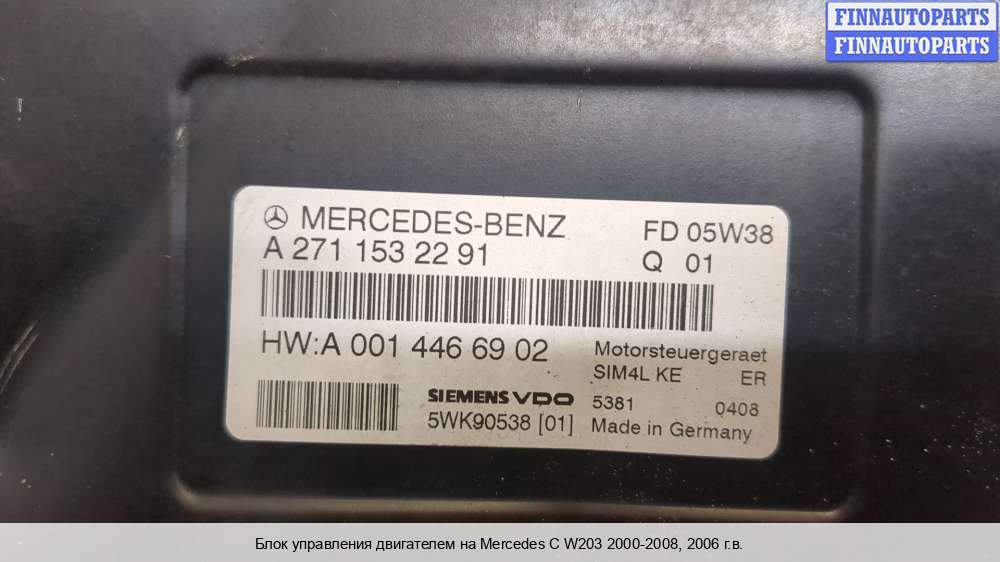 FINNAUTOPARTS
FINNAUTOPARTS
MERCEDES-BENZ FD 05W38
A 271 153 22 91 Q 01
HW:A 001 446 69 02 Motorsteuergeraet
SIM4L KE ER
SIEMENS VDO 5381 0408
5WK90538 [01] Made in Germany
Блок управления двигателем на Mercedes C W203 2000-2008, 2006 г.в.